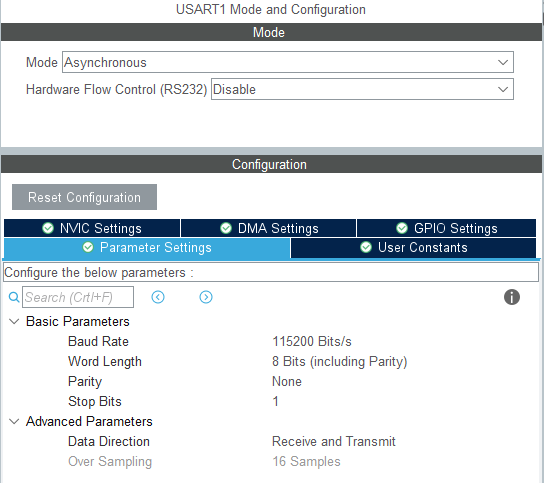 USART1 Mode and Configuration
Mode
Mode Asynchronous
Hardware Flow Control (RS232) Disable
Configuration
Reset Configuration
NVIC Settings DMA Settings GPIO Settings
Parameter Settings User Constants
Configure the below parameters :
Search (Crtl+F)
Basic Parameters
Baud Rate 115200 Bits/s
Word Length 8 Bits (including Parity)
Parity None
Stop Bits 1
Advanced Parameters
Data Direction Receive and Transmit
Over Sampling 16 Samples